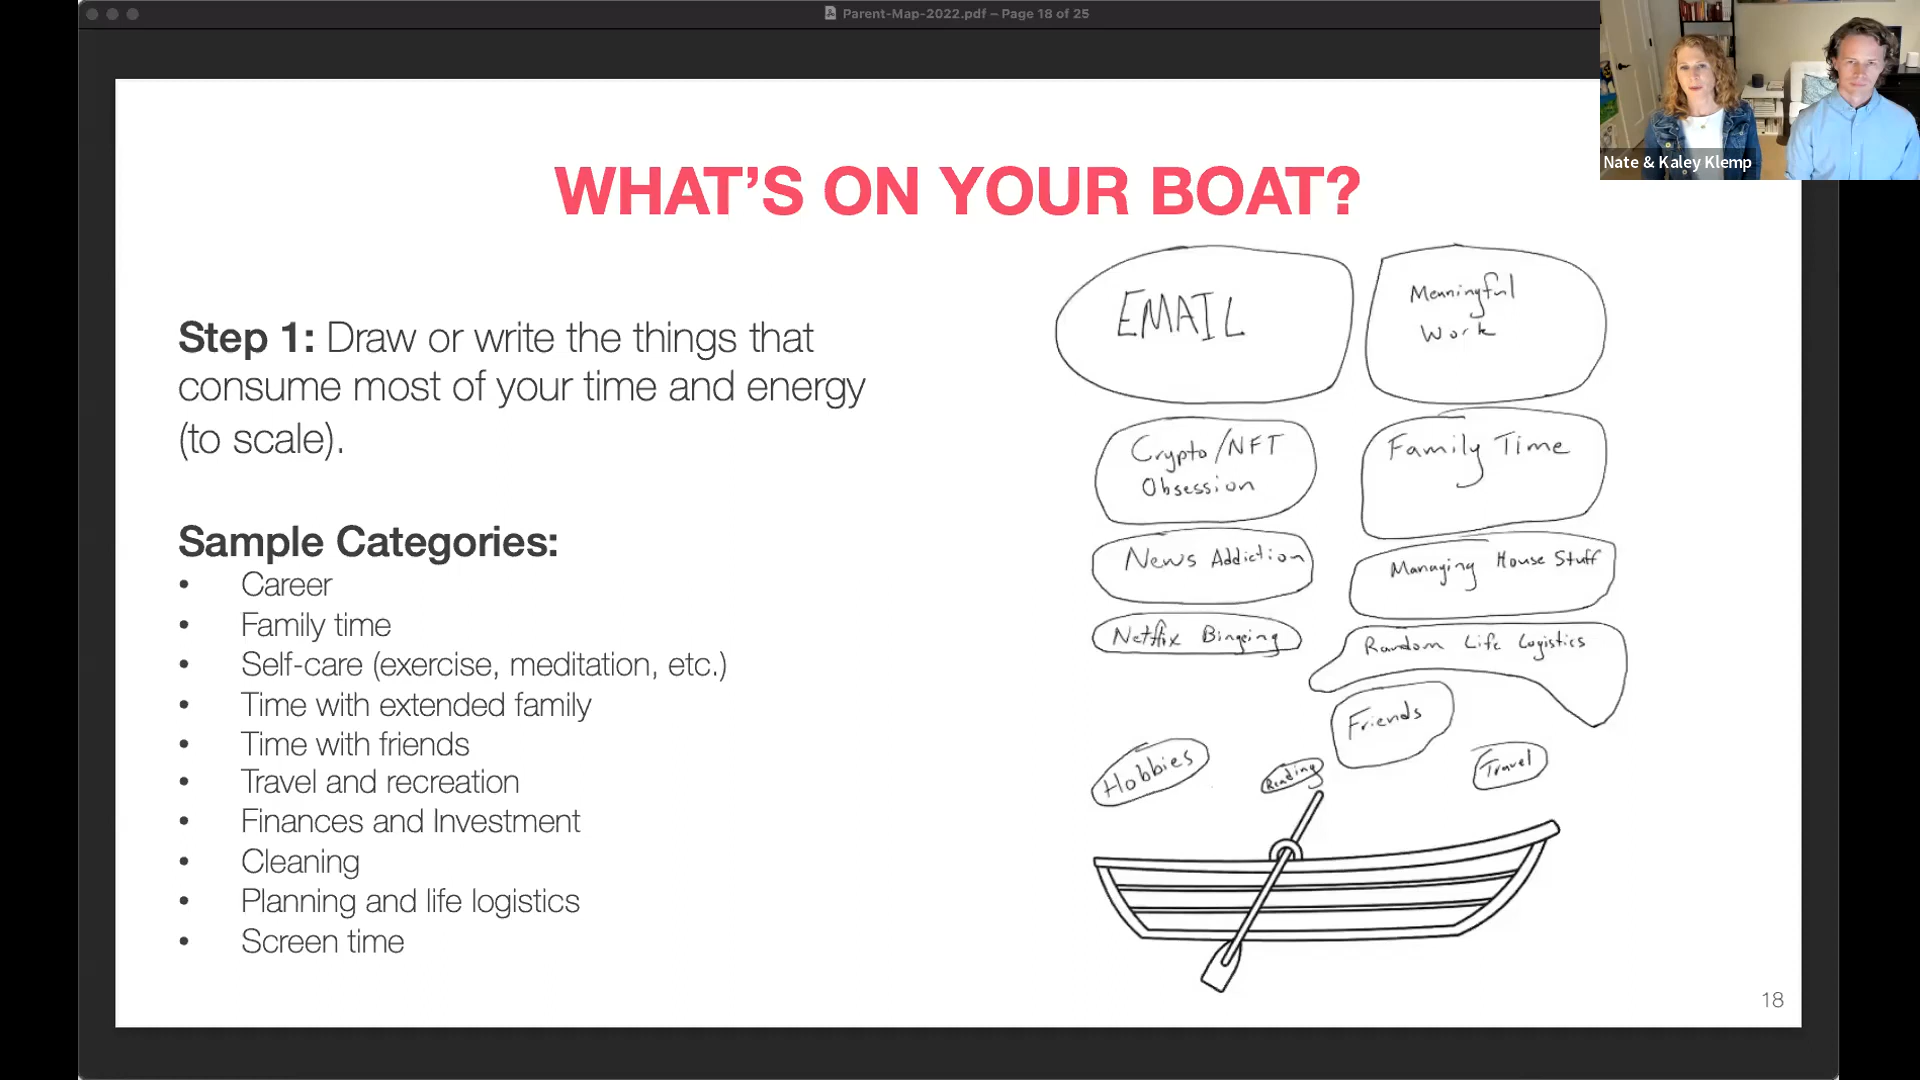 Parent-Map-2022.pdf – Page 18 of 25
Nate & Kaley Klemp
WHAT'S ON YOUR BOAT?
Step 1: Draw or write the things that
consume most of your time and energy
(to scale).
Sample Categories:
• Career
• Family time
• Self-care (exercise, meditation, etc.)
• Time with extended family
• Time with friends
• Travel and recreation
• Finances and Investment
• Cleaning
• Planning and life logistics
• Screen time
EMAIL
Meaningful
Work
Crypto/NFT
Obsession
Family Time
News Addiction
Managing House Stuff
Netflix Bingeing
Random Life Logistics
Friends
Hobbies
Reading
Travel
18